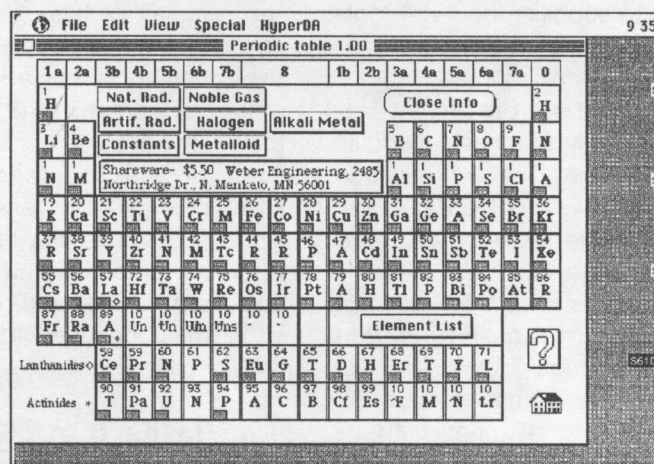 File Edit View Special HyperDA 9 35
Periodic table 1.00
1a 2a 3b 4b 5b 6b 7b 8 1b 2b 3a 4a 5a 6a 7a 0
1 H Nat. Rad. Noble Gas Close Info 2 H
3 Li 4 Be Artif. Rad. Halogen Alkali Metal 5 B 6 C 7 N 8 O 9 F 1 N
Constants Metalloid
1 N 1 M Shareware- $5.50 Weber Engineering, 2485 1 Al 1 Si 1 P 1 S 1 Cl 1 A
Northridge Dr., N. Mankato, MN 56001
19 K 20 Ca 21 Sc 22 Ti 23 V 24 Cr 25 M 26 Fe 27 Co 28 Ni 29 Cu 30 Zn 31 Ga 32 Ge 33 A 34 Se 35 Br 36 Kr
37 R 38 Sr 39 Y 40 Zr 41 N 42 M 43 Tc 44 R 45 R 46 P 47 A 48 Cd 49 In 50 Sn 51 Sb 52 Te 53 I 54 Xe
55 Cs 56 Ba 57 La ◇ 72 Hf 73 Ta 74 W 75 Re 76 Os 77 Ir 78 Pt 79 A 80 H 81 Tl 82 P 83 Bi 84 Po 85 At 86 R
87 Fr 88 Ra 89 A * 10 Un 10 Un 10 10 Uns 10 - 10 - Element List
Lanthanides◇ 58 Ce 59 Pr 60 N 61 P 62 S 63 Eu 64 G 65 T 66 D 67 H 68 Er 69 T 70 Y 71 L
Actinides * 90 T 91 Pa 92 U 93 N 94 P 95 A 96 C 97 B 98 Cf 99 Es 10 F 10 M 10 N 10 Lr
?